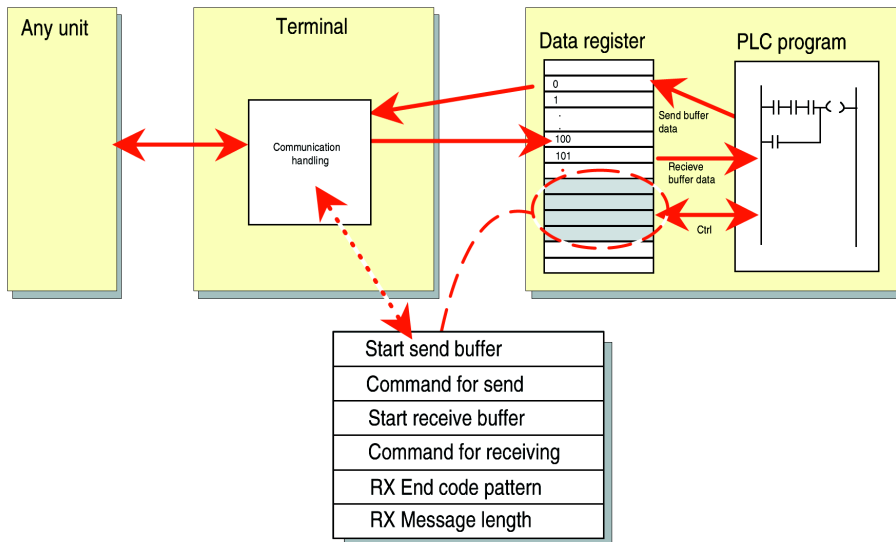 Any unit
Terminal
Data register
PLC program
Communication
handling
0
1
.
.
100
101
.
Send buffer
data
Recieve
buffer data
Ctrl
Start send buffer
Command for send
Start receive buffer
Command for receiving
RX End code pattern
RX Message length